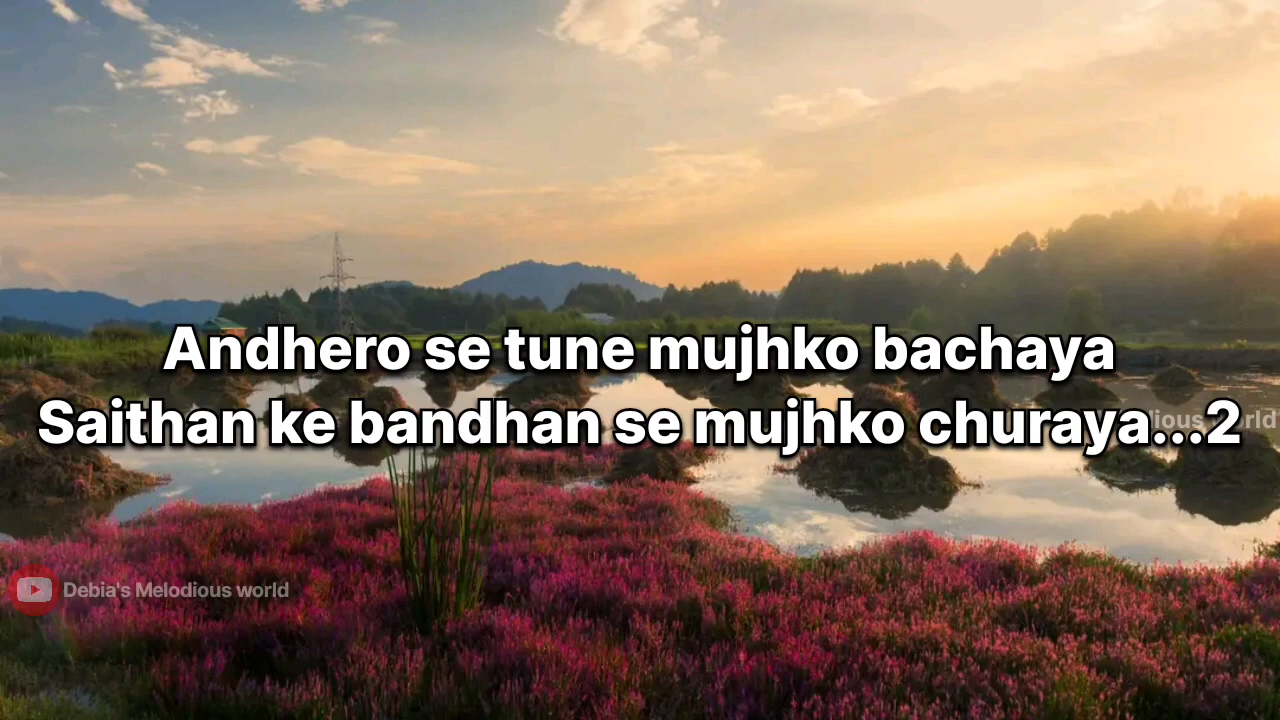 Andhero se tune mujhko bachaya
Saithan ke bandhan se mujhko churaya...2
Debia's Melodious world